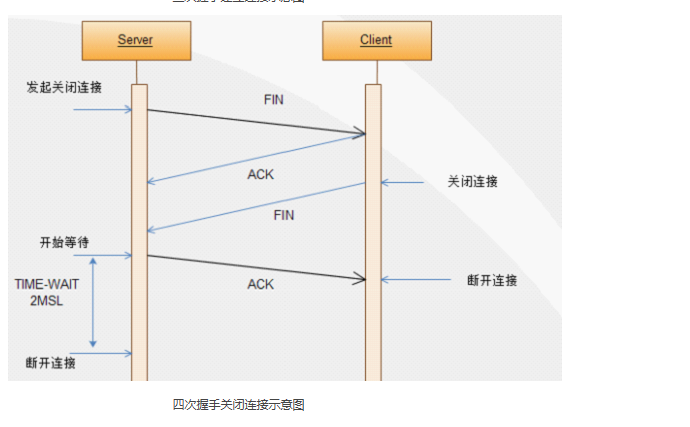 Server
Client
发起关闭连接
FIN
ACK
关闭连接
FIN
开始等待
TIME-WAIT
2MSL
ACK
断开连接
断开连接
四次握手关闭连接示意图